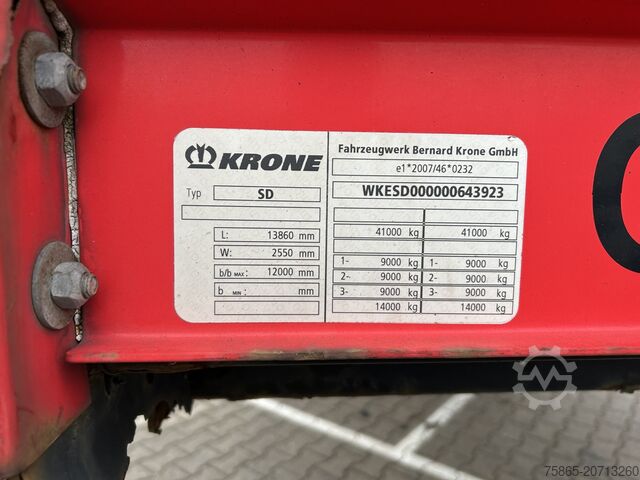 KRONE
Typ SD
L: 13860 mm
W: 2550 mm
b/b MAX: 12000 mm
b MIN: mm
Fahrzeugwerk Bernard Krone GmbH
e1*2007/46*0232
WKESD000000643923
41000 kg 41000 kg
1- 9000 kg 1- 9000 kg
2- 9000 kg 2- 9000 kg
3- 9000 kg 3- 9000 kg
14000 kg 14000 kg
75865-20713260